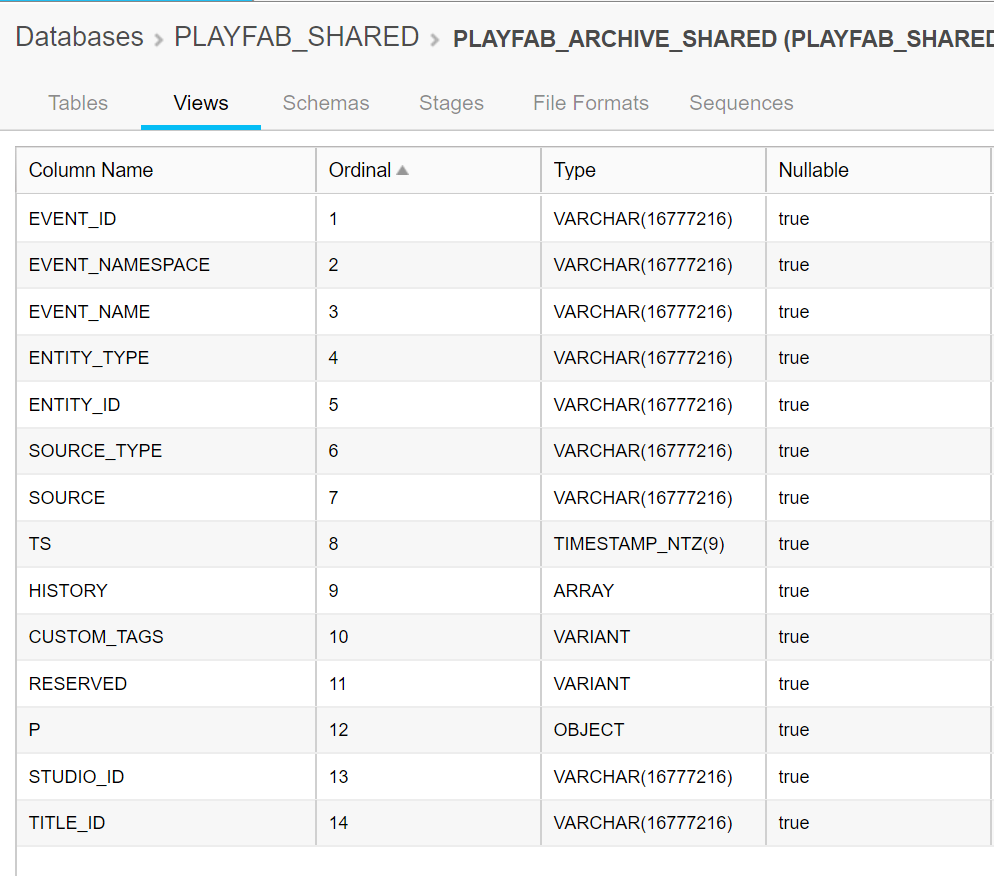 Databases > PLAYFAB_SHARED > PLAYFAB_ARCHIVE_SHARED (PLAYFAB_SHARED
Tables Views Schemas Stages File Formats Sequences
Column Name Ordinal Type Nullable
EVENT_ID 1 VARCHAR(16777216) true
EVENT_NAMESPACE 2 VARCHAR(16777216) true
EVENT_NAME 3 VARCHAR(16777216) true
ENTITY_TYPE 4 VARCHAR(16777216) true
ENTITY_ID 5 VARCHAR(16777216) true
SOURCE_TYPE 6 VARCHAR(16777216) true
SOURCE 7 VARCHAR(16777216) true
TS 8 TIMESTAMP_NTZ(9) true
HISTORY 9 ARRAY true
CUSTOM_TAGS 10 VARIANT true
RESERVED 11 VARIANT true
P 12 OBJECT true
STUDIO_ID 13 VARCHAR(16777216) true
TITLE_ID 14 VARCHAR(16777216) true